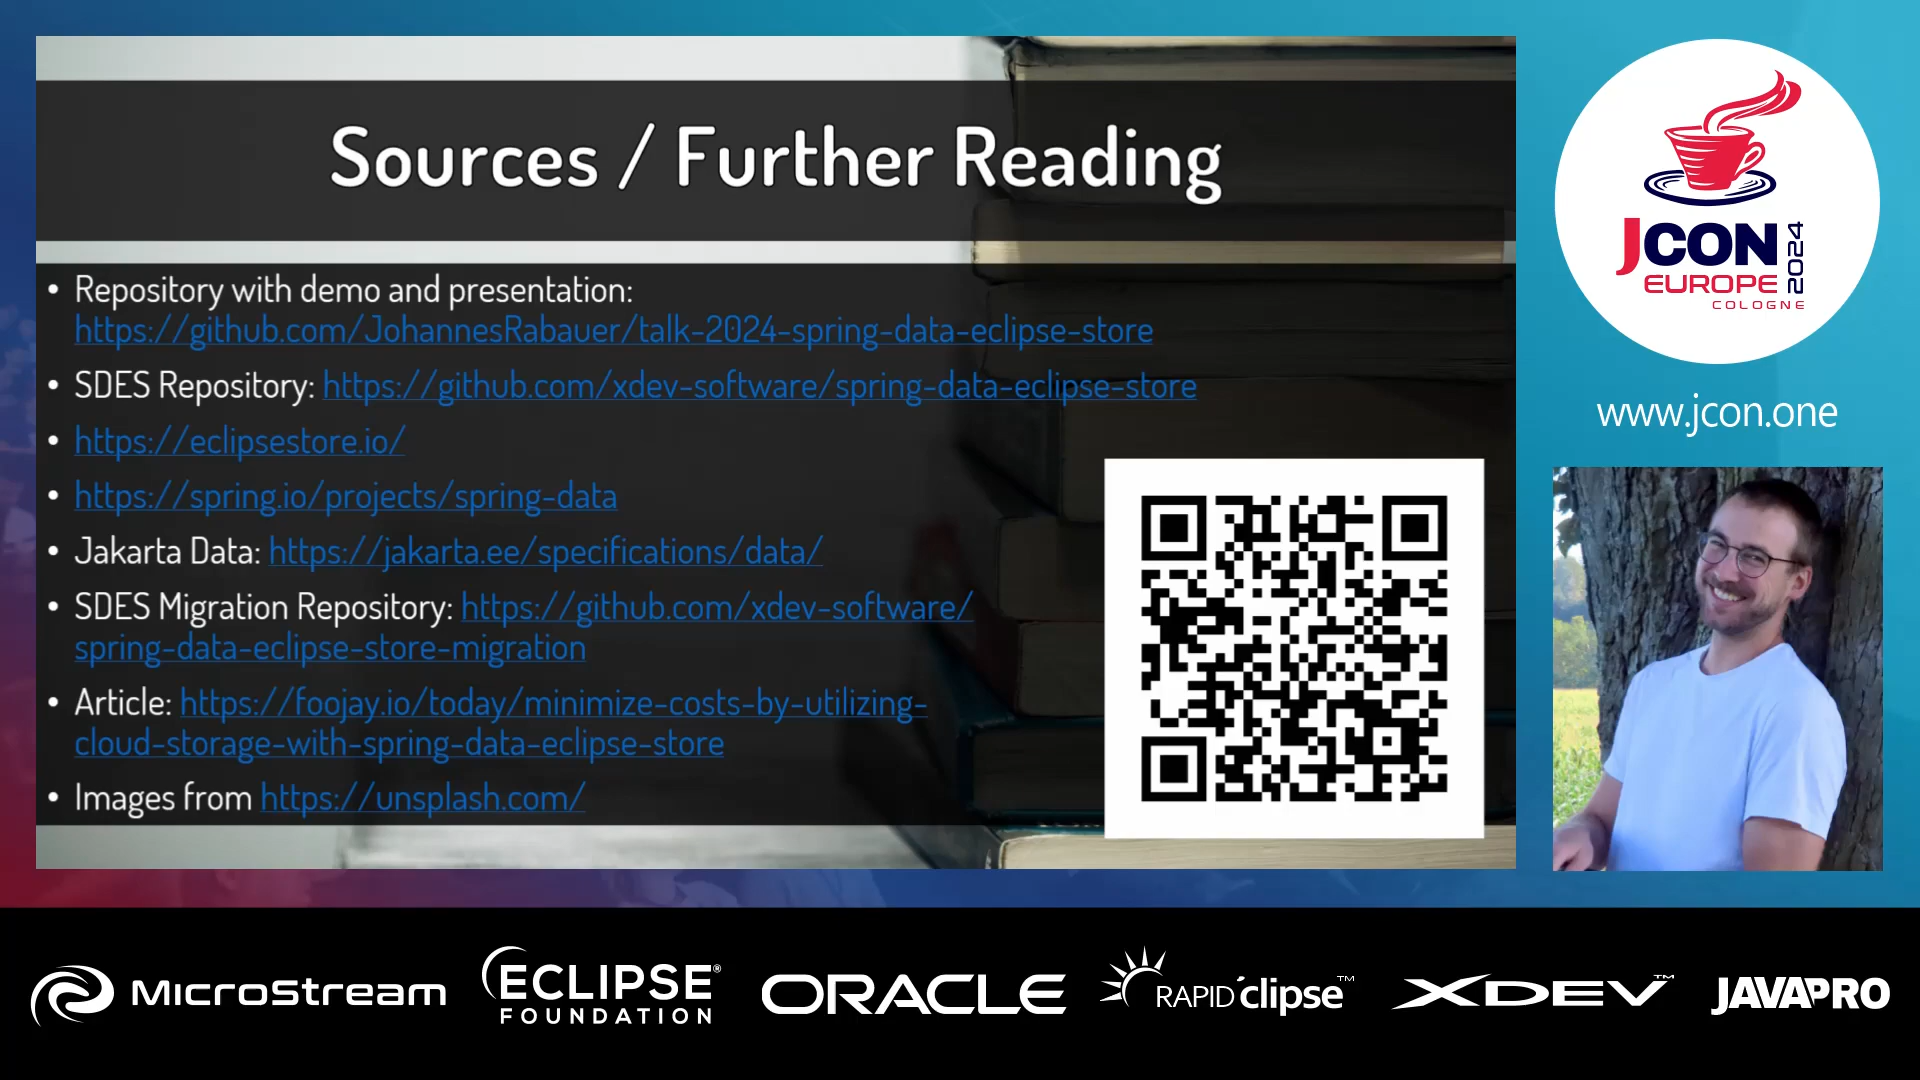 Sources / Further Reading
• Repository with demo and presentation:
https://github.com/JohannesRabauer/talk-2024-spring-data-eclipse-store
• SDES Repository: https://github.com/xdev-software/spring-data-eclipse-store
• https://eclipsestore.io/
• https://spring.io/projects/spring-data
• Jakarta Data: https://jakarta.ee/specifications/data/
• SDES Migration Repository: https://github.com/xdev-software/
spring-data-eclipse-store-migration
• Article: https://foojay.io/today/minimize-costs-by-utilizing-
cloud-storage-with-spring-data-eclipse-store
• Images from https://unsplash.com/
JCON
EUROPE
2024
COLOGNE
www.jcon.one
MicroStream
ECLIPSE®
FOUNDATION
ORACLE
RAPID'clipse™
XDEV™
JAVAPRO